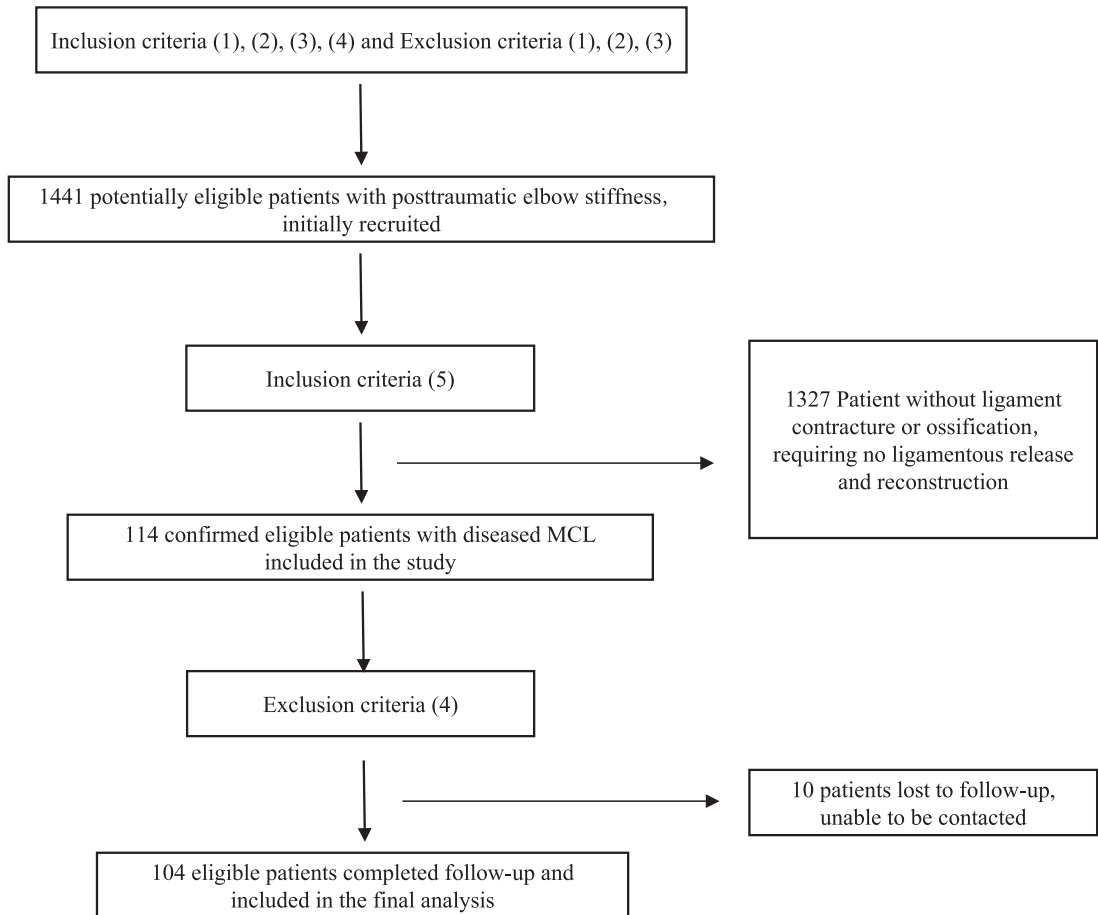 Inclusion criteria (1), (2), (3), (4) and Exclusion criteria (1), (2), (3)
1441 potentially eligible patients with posttraumatic elbow stiffness,
initially recruited
Inclusion criteria (5)
1327 Patient without ligament
contracture or ossification,
requiring no ligamentous release
and reconstruction
114 confirmed eligible patients with diseased MCL
included in the study
Exclusion criteria (4)
10 patients lost to follow-up,
unable to be contacted
104 eligible patients completed follow-up and
included in the final analysis